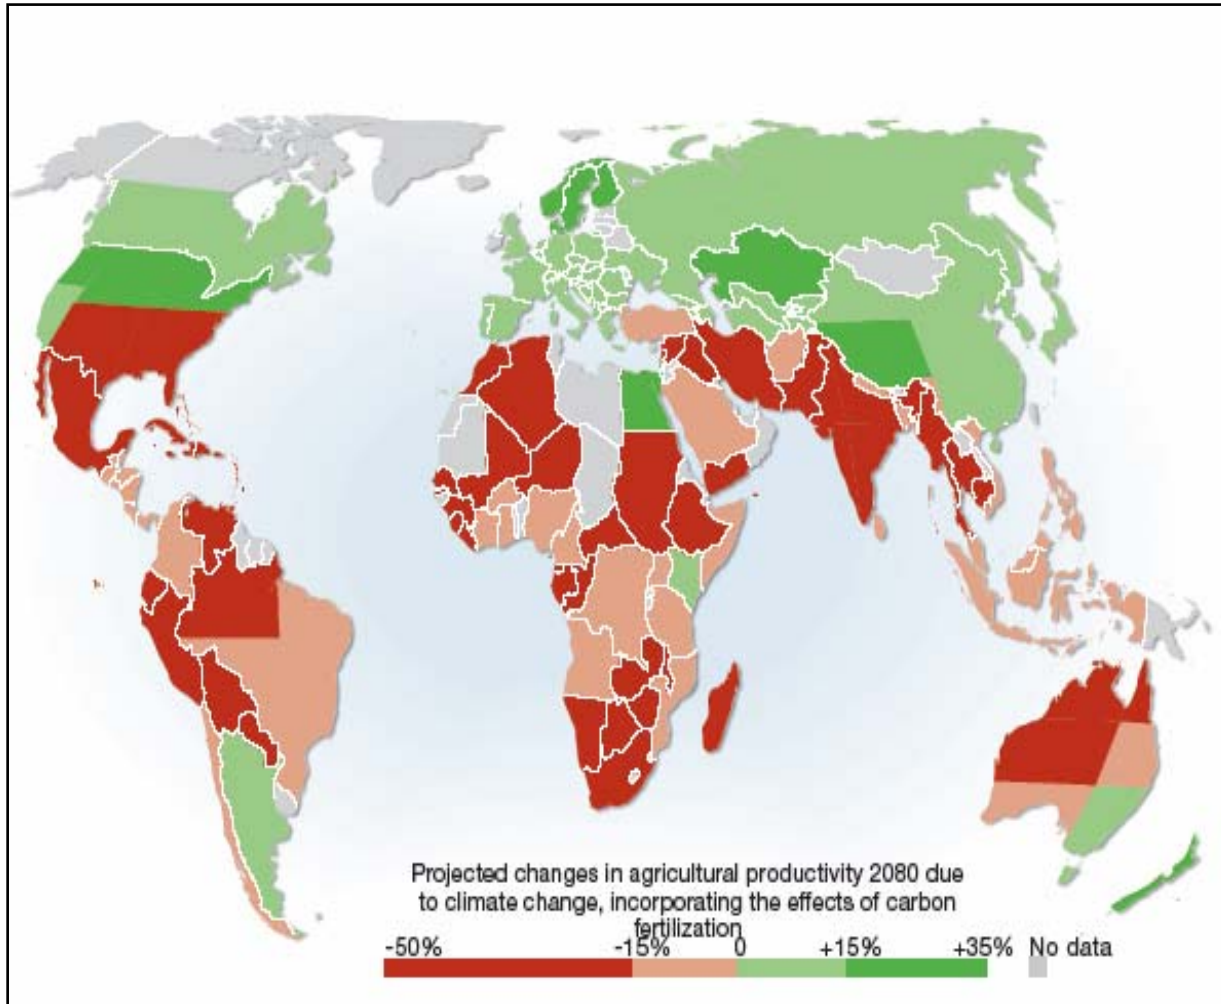 Projected changes in agricultural productivity 2080 due
to climate change, incorporating the effects of carbon
fertilization
-50% -15% 0 +15% +35% No data